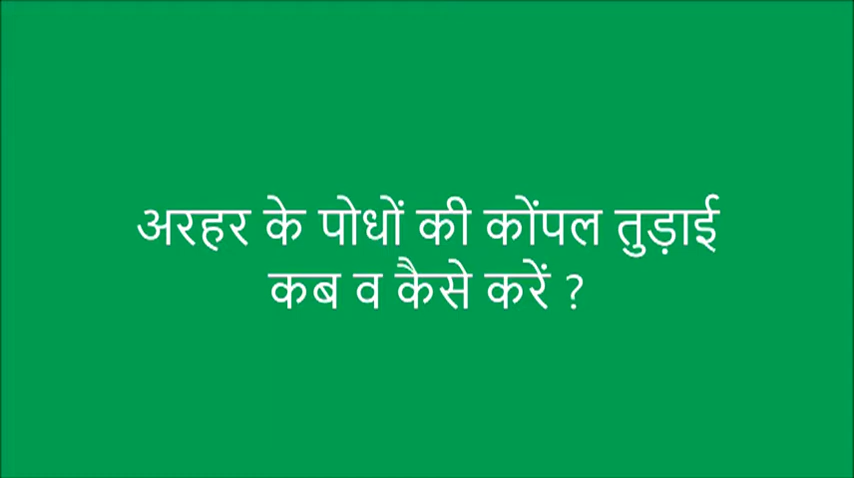 अरहर के पोधों की कोंपल तुड़ाई
कब व कैसे करें ?